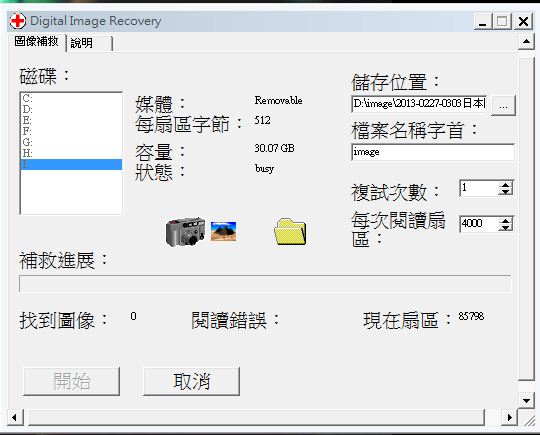 Digital Image Recovery
圖像補救 說明
磁碟：
儲存位置：
C:
D:
E:
F:
G:
H:
媒體： Removable
D:\image\2013-0227-0303日本 ...
每扇區字節： 512
檔案名稱字首：
容量： 30.07 GB
image
狀態： busy
複試次數： 1
每次閱讀扇區： 4000
補救進展：
找到圖像： 0 閱讀錯誤： 現在扇區： 85798
開始 取消